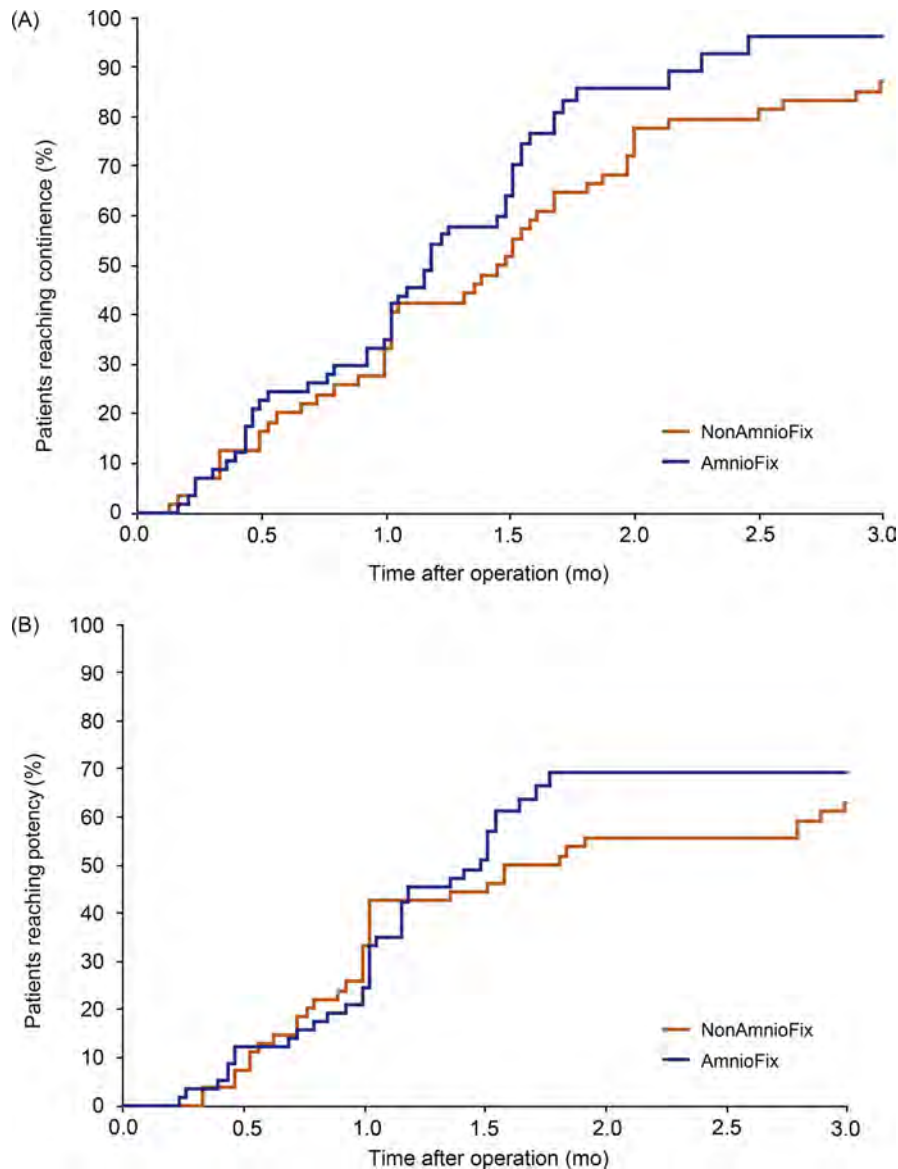 (A)
100
90
80
70
60
50
40
30
20
10
0
Patients reaching continence (%)
NonAmnioFix
AmnioFix
0.0 0.5 1.0 1.5 2.0 2.5 3.0
Time after operation (mo)
(B)
100
90
80
70
60
50
40
30
20
10
0
Patients reaching potency (%)
NonAmnioFix
AmnioFix
0.0 0.5 1.0 1.5 2.0 2.5 3.0
Time after operation (mo)